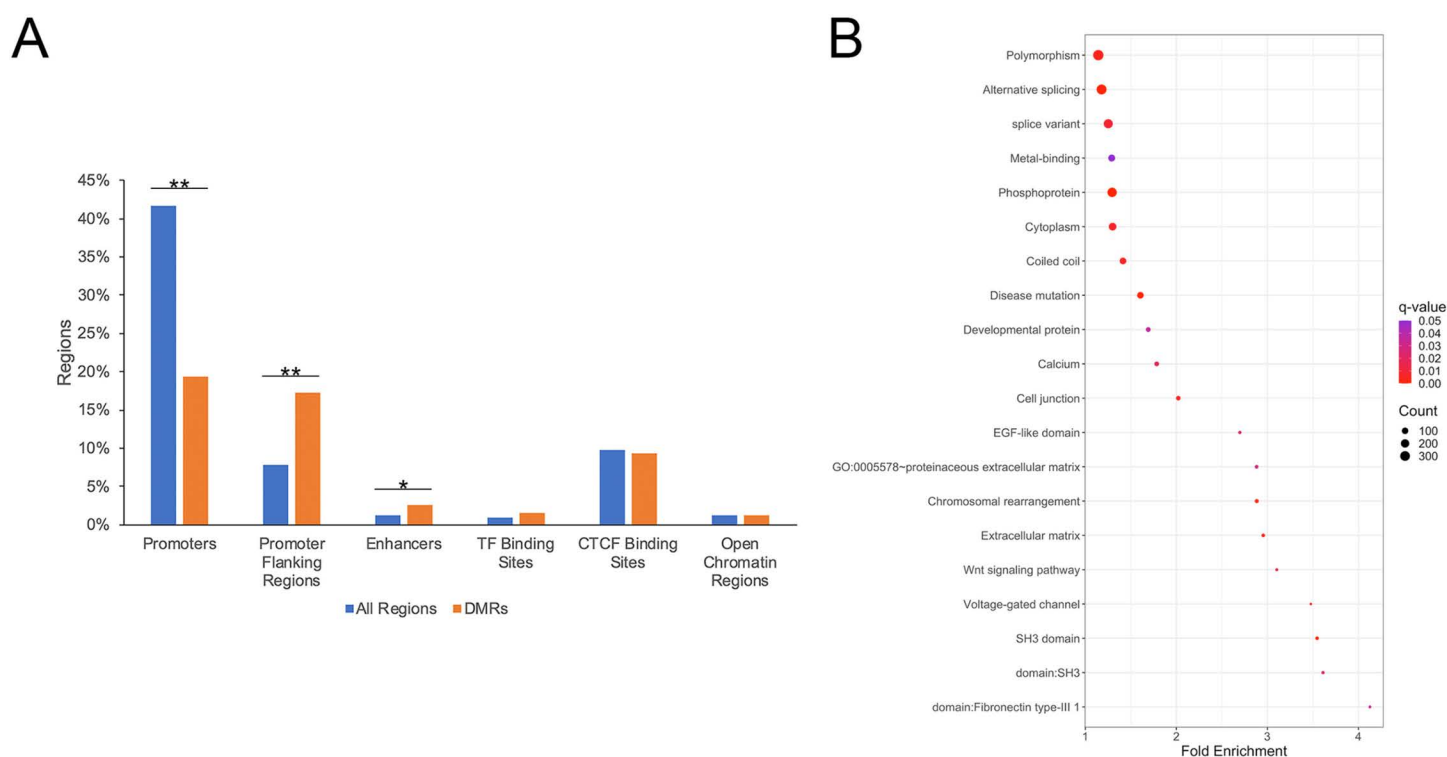 A
45%
40%
35%
30%
25%
20%
15%
10%
5%
0%
Regions
**
**
*
Promoters
Promoter
Flanking
Regions
Enhancers
TF Binding
Sites
CTCF Binding
Sites
Open
Chromatin
Regions
All Regions
DMRs
B
Polymorphism
Alternative splicing
splice variant
Metal-binding
Phosphoprotein
Cytoplasm
Coiled coil
Disease mutation
Developmental protein
Calcium
Cell junction
EGF-like domain
GO:0005578~proteinaceous extracellular matrix
Chromosomal rearrangement
Extracellular matrix
Wnt signaling pathway
Voltage-gated channel
SH3 domain
domain:SH3
domain:Fibronectin type-III 1
1
2
3
4
Fold Enrichment
q-value
0.05
0.04
0.03
0.02
0.01
0.00
Count
100
200
300